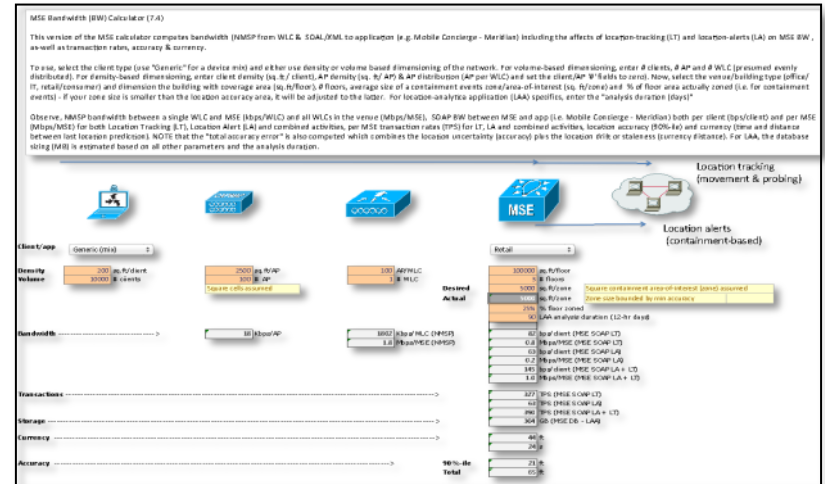 MSE Bandwidth (BW) Calculator (7.4)
This version of the MSE calculator computes bandwidth (NMSP from WLC & SOAL/XML to application (e.g. Mobile Concierge - Meridian) including the affects of location-tracking (LT) and location-alerts (LA) on MSE BW ,
as-well as transaction rates, accuracy & currency.
To use, select the client type (use "Generic" for a device mix) and either use density or volume based dimensioning of the network. For volume-based dimensioning, enter # clients, # AP and # WLC (presumed evenly
distributed). For density-based dimensioning, enter client density (sq. ft/ client), AP density (sq. ft/ AP) & AP distribution (AP per WLC) and set the client/AP '#' fields to zero). Now, select the venue/building type (office/
IT, retail/consumer) and dimension the building with coverage area (sq.ft/floor), # floors, average size of a containment events zone/area-of-interest (sq. ft/zone) and % of floor area actually zoned (i.e. for containment
events) - if your zone size is smaller than the location accuracy area, it will be adjusted to the latter. For location-analytics application (LAA) specifics, enter the "analysis duration (days)"
Observe, NMSP bandwidth between a single WLC and MSE (kbps/WLC) and all WLCs in the venue (Mbps/MSE), SOAP BW between MSE and app (i.e. Mobile Concierge - Meridian) both per client (bps/client) and per MSE
(Mbps/MSE) for both Location Tracking (LT), Location Alert (LA) and combined activities, per MSE transaction rates (TPS) for LT, LA and combined activities, location accuracy (90%-ile) and currency (time and distance
between last location prediction). NOTE that the "total accuracy error" is also computed which combines the location uncertainty (accuracy) plus the location drift or staleness (currency distance). For LAA, the database
sizing (MB) is estimated based on all other parameters and the analysis duration.
Location tracking
(movement & probing)
MSE
Location alerts
(containment-based)
Client/app Generic (mix) Retail
Density 200 sq.ft/client 2500 sq.ft/AP 100 AP/WLC 100000 sq.ft/floor
Volume 10000 # clients 100 # AP 1 # WLC # floors
Square cells assumed Desired 5000 sq.ft/zone Square containment area-of-interest (zone) assumed
Actual sq.ft/zone Zone size bounded by min accuracy
25% % floor zoned
90 LAA analysis duration (12-hr days)
Bandwidth 18 Kbps/AP 1802 Kbps/WLC (NMSP) 82 bps/client (MSE SOAP LT)
1.8 Mbps/MSE (NMSP) 0.8 Mbps/MSE (MSE SOAP LT)
63 bps/client (MSE SOAP LA)
0.2 Mbps/MSE (MSE SOAP LA)
145 bps/client (MSE SOAP LA + LT)
1.0 Mbps/MSE (MSE SOAP LA + LT)
Transactions 327 TPS (MSE SOAP LT)
63 TPS (MSE SOAP LA)
390 TPS (MSE SOAP LA + LT)
Storage 304 GB (MSE DB - LAA)
Currency 44 ft
24 s
Accuracy 90%-ile 21 ft
Total 65 ft